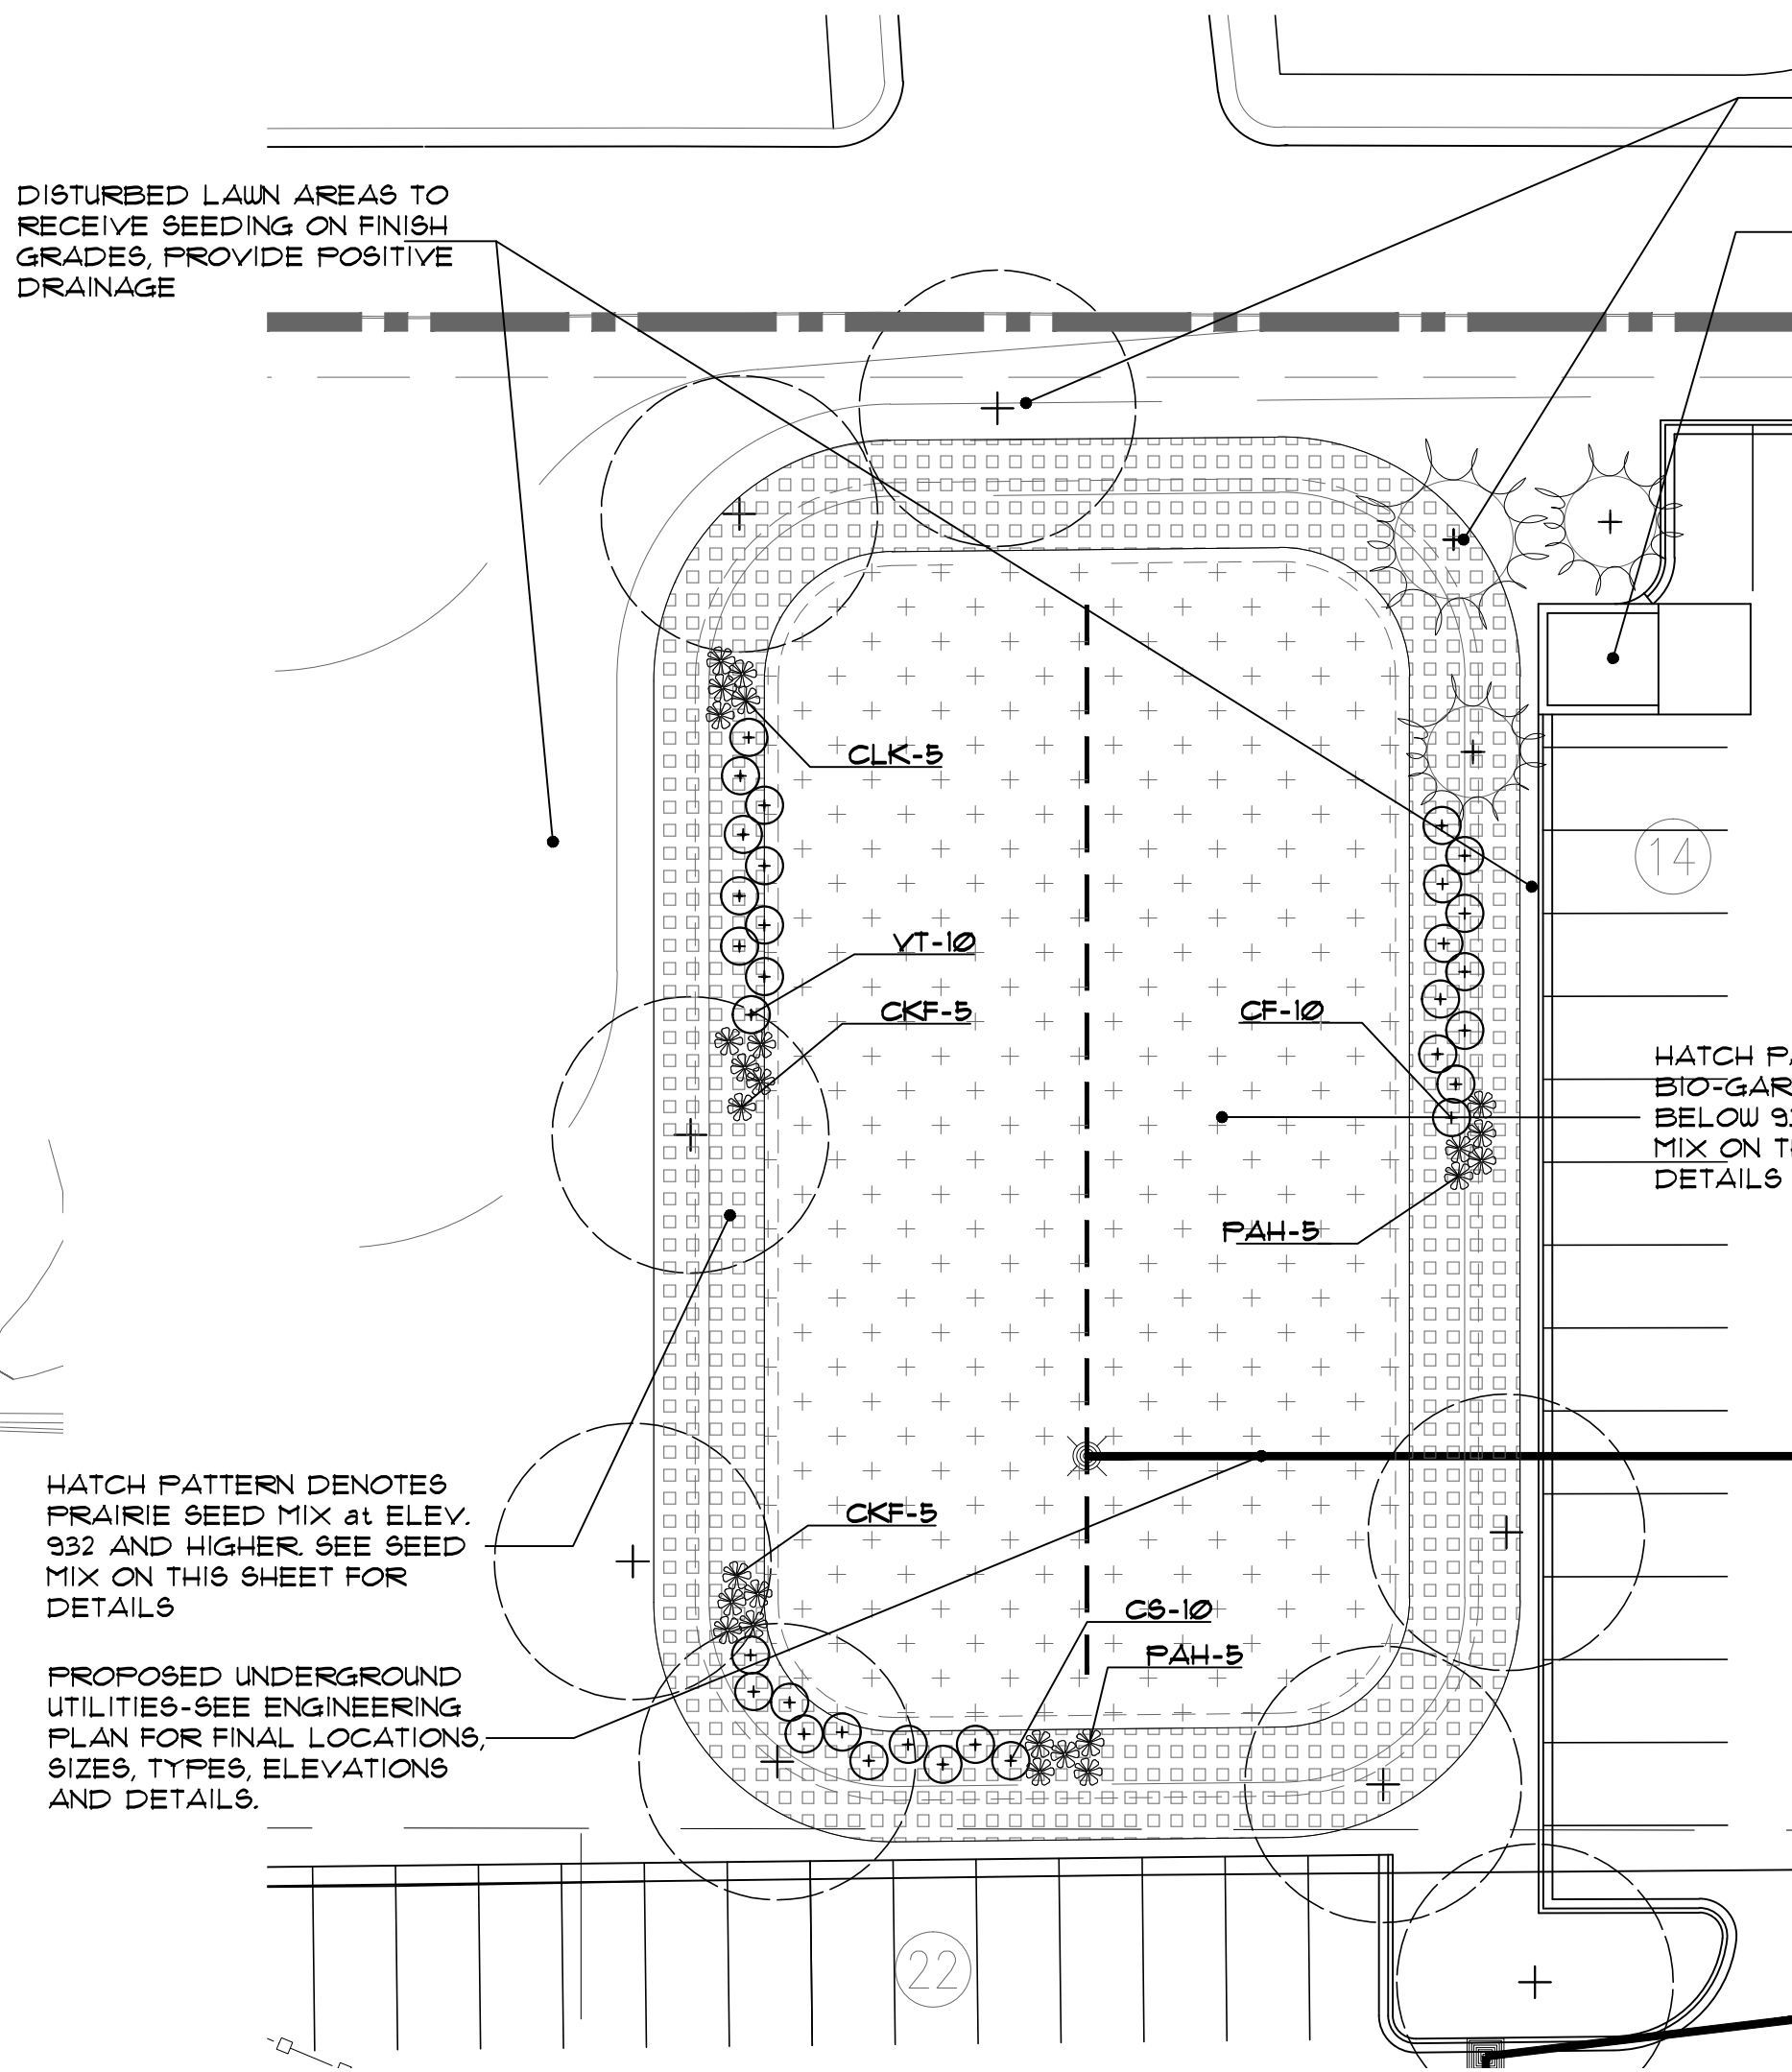 DISTURBED LAWN AREAS TO
RECEIVE SEEDING ON FINISH
GRADES, PROVIDE POSITIVE
DRAINAGE
CLK-5
14
VT-10
CKF-5
CF-10
HATCH
BIO-GAR
BELOW
MIX ON
DETAILS
PAH-5
HATCH PATTERN DENOTES
PRAIRIE SEED MIX at ELEV.
932 AND HIGHER. SEE SEED
MIX ON THIS SHEET FOR
DETAILS
CKF-5
CS-10
PAH-5
PROPOSED UNDERGROUND
UTILITIES-SEE ENGINEERING
PLAN FOR FINAL LOCATIONS,
SIZES, TYPES, ELEVATIONS
AND DETAILS.
22